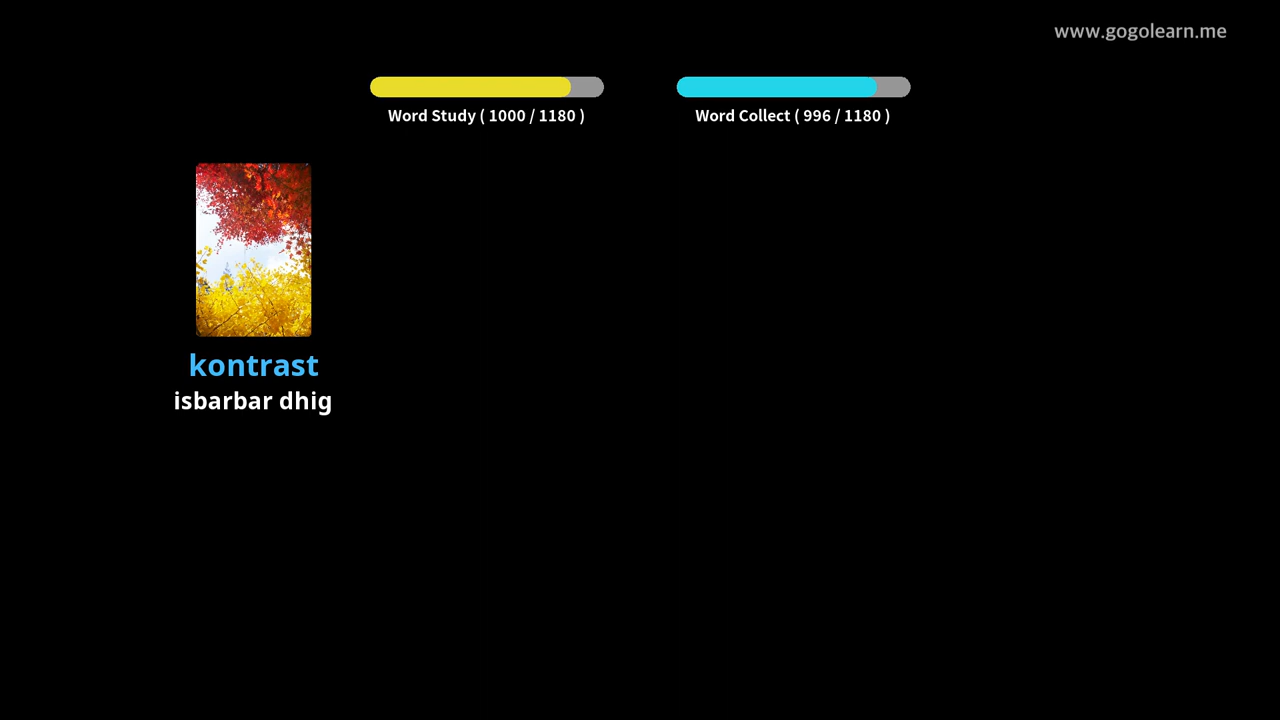 www.gogolearn.me
Word Study ( 1000 / 1180 )
Word Collect ( 996 / 1180 )
kontrast
isbarbar dhig